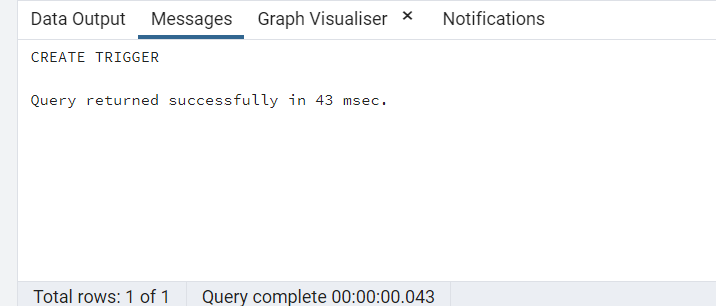 Data Output Messages Graph Visualiser × Notifications
CREATE TRIGGER
Query returned successfully in 43 msec.
Total rows: 1 of 1 Query complete 00:00:00.043